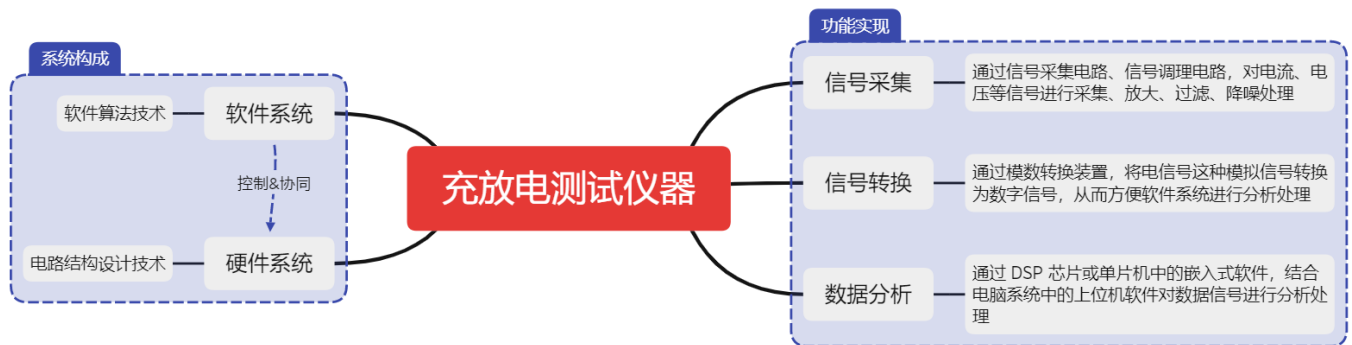 系统构成
软件算法技术
软件系统
控制&协同
电路结构设计技术
硬件系统
充放电测试仪器
功能实现
信号采集
通过信号采集电路、信号调理电路，对电流、电
压等信号进行采集、放大、过滤、降噪处理
信号转换
通过模数转换装置，将电信号这种模拟信号转换
为数字信号，从而方便软件系统进行分析处理
数据分析
通过 DSP 芯片或单片机中的嵌入式软件，结合
电脑系统中的上位机软件对数据信号进行分析处
理